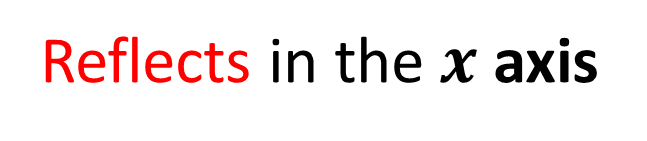 Reflects in the x axis